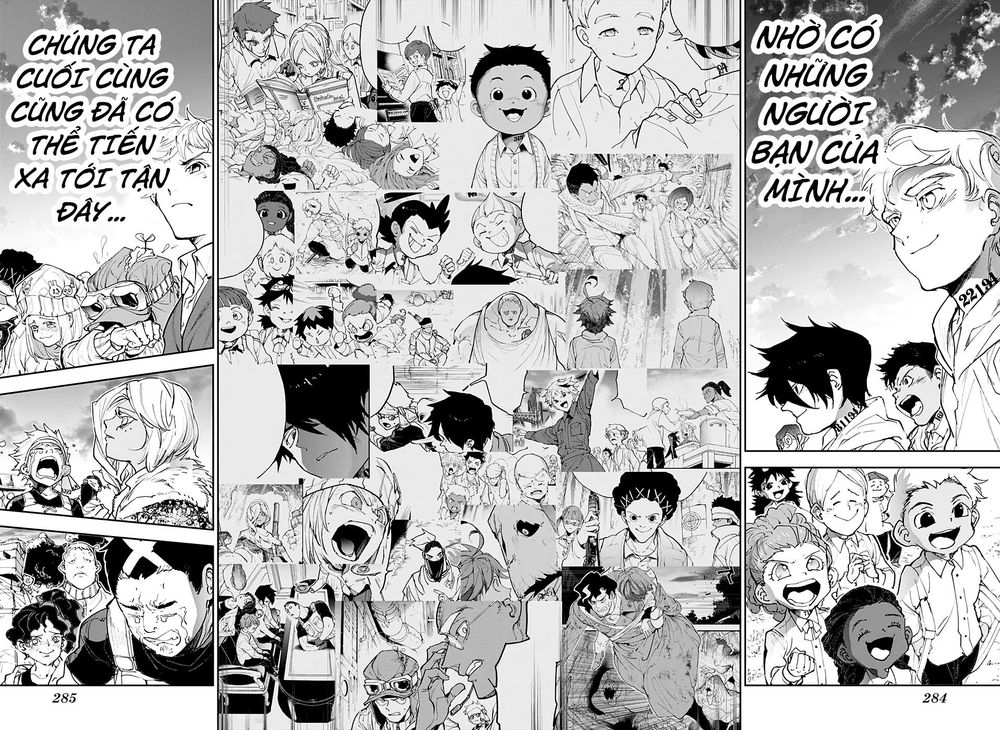 NHỜ CÓ
NHỮNG
NGƯỜI
BẠN CỦA
MÌNH...
22194
CHÚNG TA
CUỐI CÙNG
CŨNG ĐÃ CÓ
THỂ TIẾN
XA TỚI TẬN
ĐÂY...
285
284